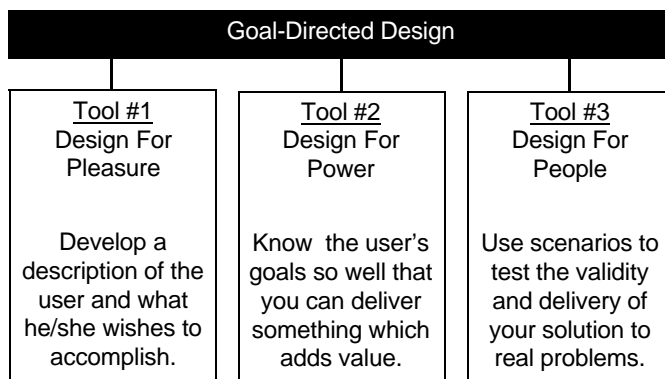 Goal-Directed Design
Tool #1
Design For
Pleasure
Develop a
description of the
user and what
he/she wishes to
accomplish.
Tool #2
Design For
Power
Know the user's
goals so well that
you can deliver
something which
adds value.
Tool #3
Design For
People
Use scenarios to
test the validity
and delivery of
your solution to
real problems.